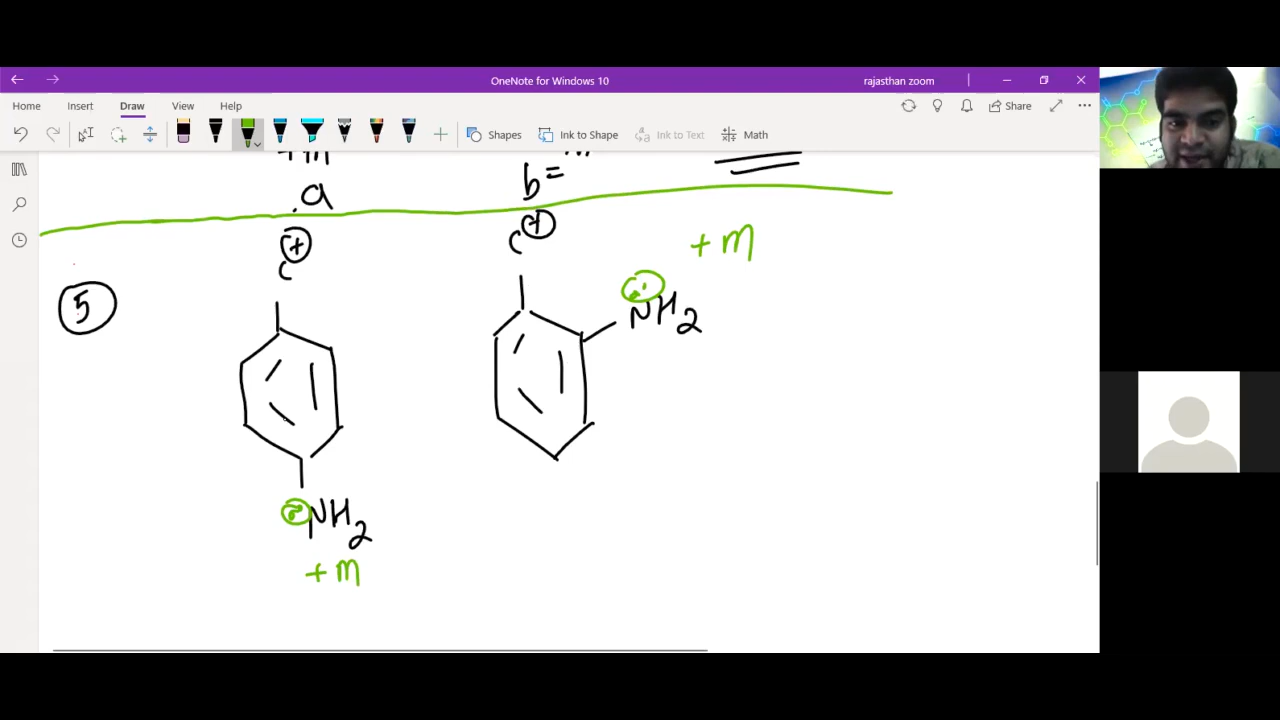 OneNote for Windows 10
rajasthan zoom
Home Insert Draw View Help
Share
Shapes
Ink to Shape
Ink to Text
Math
a
b =
C +
C +
+ m
5
NH2
NH2
+ m